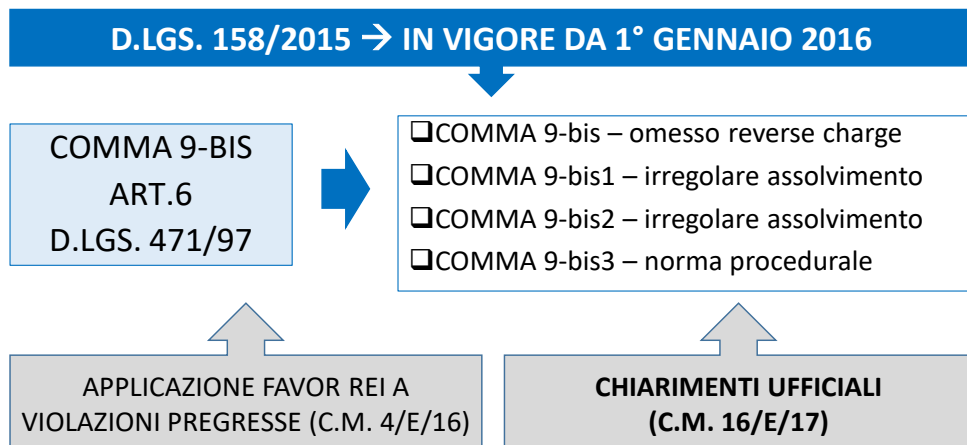 D.LGS. 158/2015 → IN VIGORE DA 1° GENNAIO 2016
COMMA 9-BIS
ART.6
D.LGS. 471/97
❑COMMA 9-bis – omesso reverse charge
❑COMMA 9-bis1 – irregolare assolvimento
❑COMMA 9-bis2 – irregolare assolvimento
❑COMMA 9-bis3 – norma procedurale
APPLICAZIONE FAVOR REI A
VIOLAZIONI PREGRESSE (C.M. 4/E/16)
CHIARIMENTI UFFICIALI
(C.M. 16/E/17)